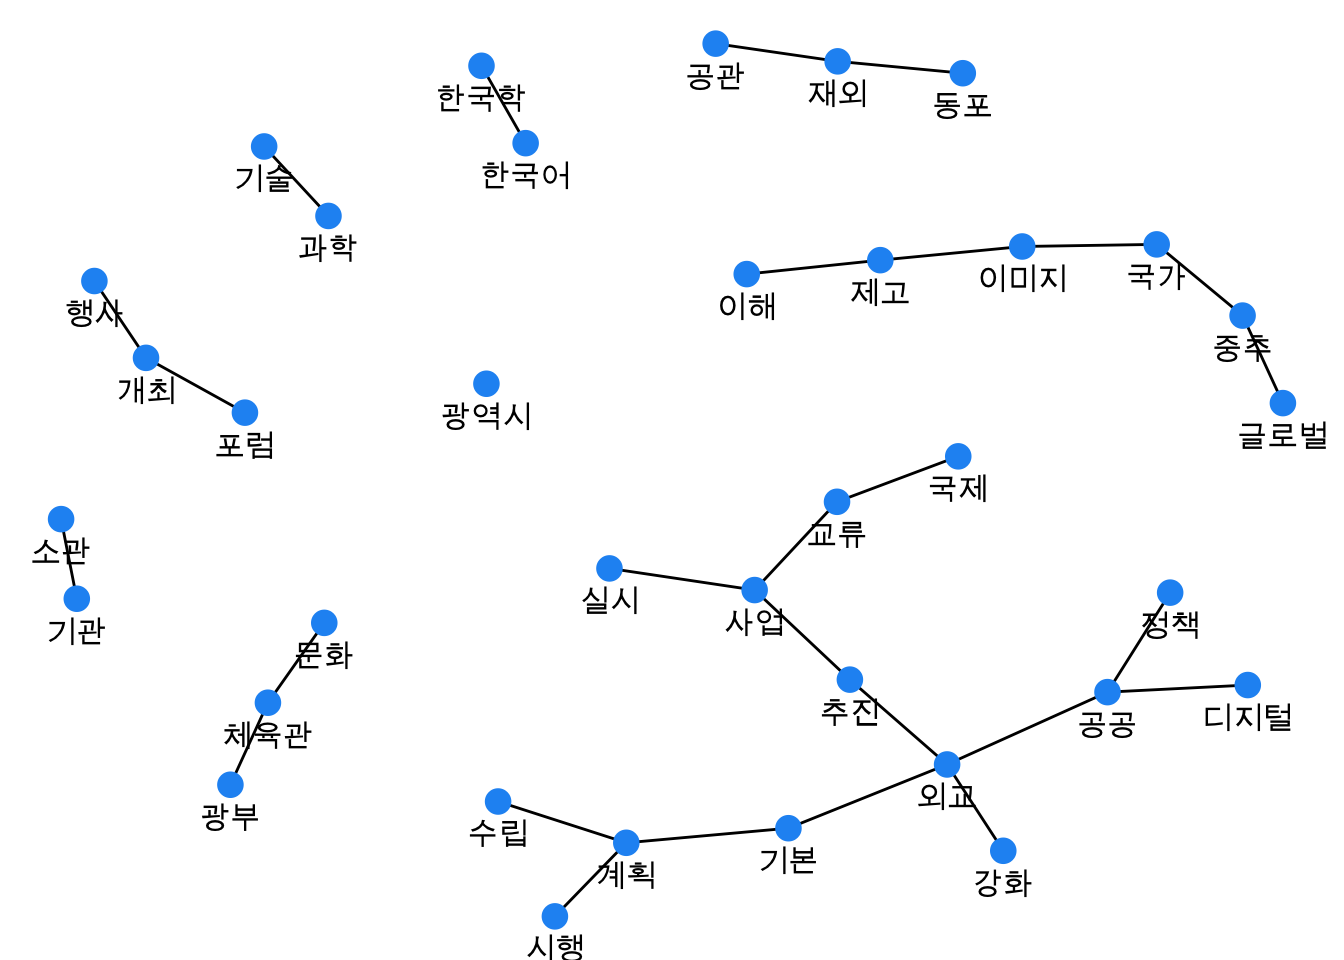 공관
재외
동포
한국학
한국어
기술
과학
이해
제고
이미지
국가
중추
글로벌
행사
개최
포럼
광역시
국제
교류
소관
기관
실시
사업
정책
문화
체육관
광부
추진
공공
디지털
외교
수립
계획
기본
강화
시행